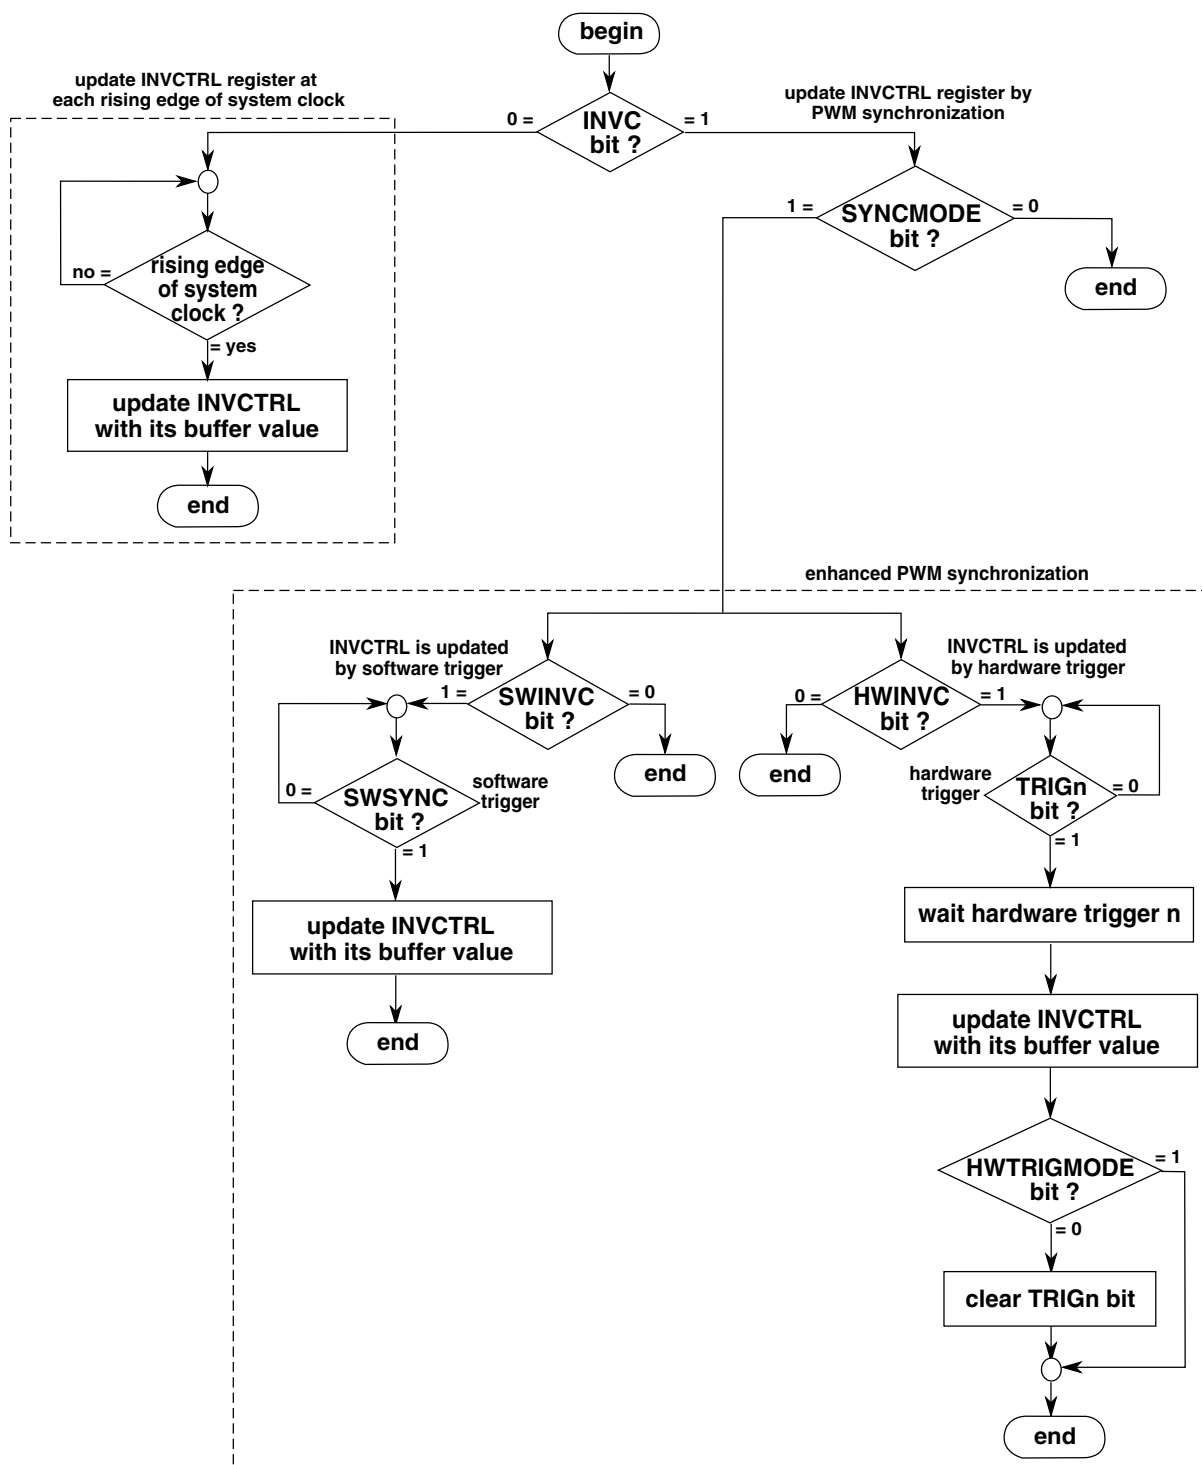 begin
update INVCTRL register at
each rising edge of system clock
update INVCTRL register by
PWM synchronization
0 =
INVC
bit ?
= 1
1 =
SYNCMODE
bit ?
= 0
end
no =
rising edge
of system
clock ?
= yes
update INVCTRL
with its buffer value
end
enhanced PWM synchronization
INVCTRL is updated
by software trigger
INVCTRL is updated
by hardware trigger
1 =
SWINVC
bit ?
= 0
end
0 =
HWINVC
bit ?
= 1
end
0 =
SWSYNC
bit ?
software
trigger
= 1
hardware
trigger
TRIGn
bit ?
= 0
= 1
update INVCTRL
with its buffer value
end
wait hardware trigger n
update INVCTRL
with its buffer value
HWTRIGMODE
bit ?
= 1
= 0
clear TRIGn bit
end